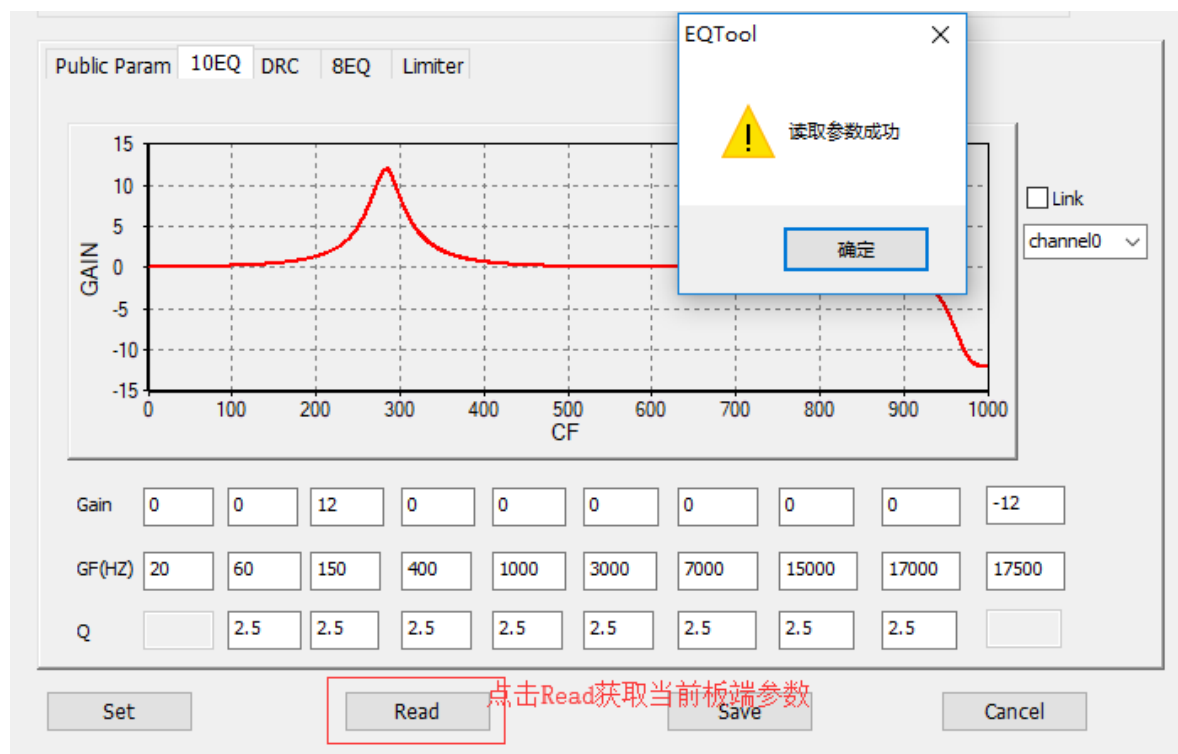 EQTool
Public Param 10EQ DRC 8EQ Limiter
读取参数成功
确定
Link
channel0
15
10
5
0
-5
-10
-15
GAIN
0 100 200 300 400 500 600 700 800 900 1000
CF
Gain 0 0 12 0 0 0 0 0 0 -12
GF(HZ) 20 60 150 400 1000 3000 7000 15000 17000 17500
Q 2.5 2.5 2.5 2.5 2.5 2.5 2.5 2.5
点击Read获取当前板端参数
Set Read Save Cancel